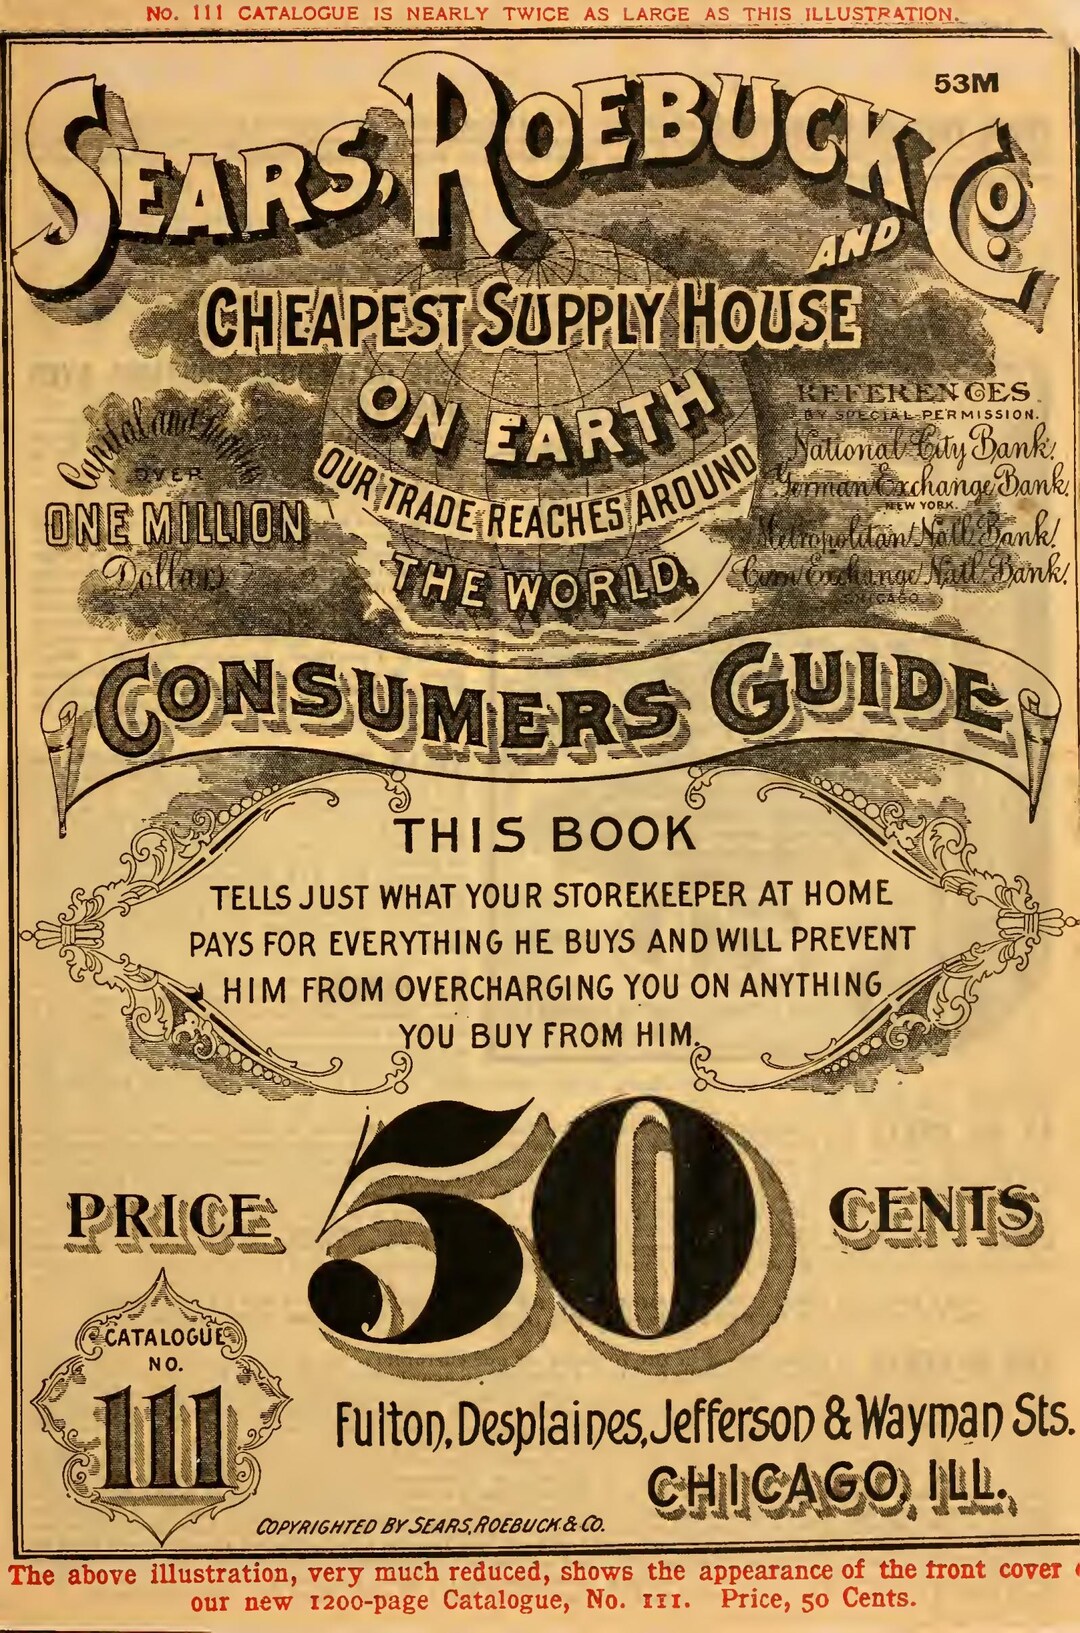 No. 111 CATALOGUE IS NEARLY TWICE AS LARGE AS THIS ILLUSTRATION.
53M
SEARS, ROEBUCK AND Co.
CHEAPEST SUPPLY HOUSE
ON EARTH
OUR TRADE REACHES AROUND
THE WORLD.
Capital and Surplus
OVER
ONE MILLION
Dollars
REFERENCES
BY SPECIAL PERMISSION.
National City Bank,
German Exchange Bank,
NEW YORK.
Metropolitan Natl. Bank,
Corn Exchange Natl. Bank,
CHICAGO
CONSUMERS GUIDE
THIS BOOK
TELLS JUST WHAT YOUR STOREKEEPER AT HOME
PAYS FOR EVERYTHING HE BUYS AND WILL PREVENT
HIM FROM OVERCHARGING YOU ON ANYTHING
YOU BUY FROM HIM.
PRICE 50 CENTS
CATALOGUE
NO.
111
Fulton, Desplaines, Jefferson & Wayman Sts.
CHICAGO, ILL.,
COPYRIGHTED BY SEARS, ROEBUCK & CO.
The above illustration, very much reduced, shows the appearance of the front cover
our new 1200-page Catalogue, No. 111. Price, 50 Cents.